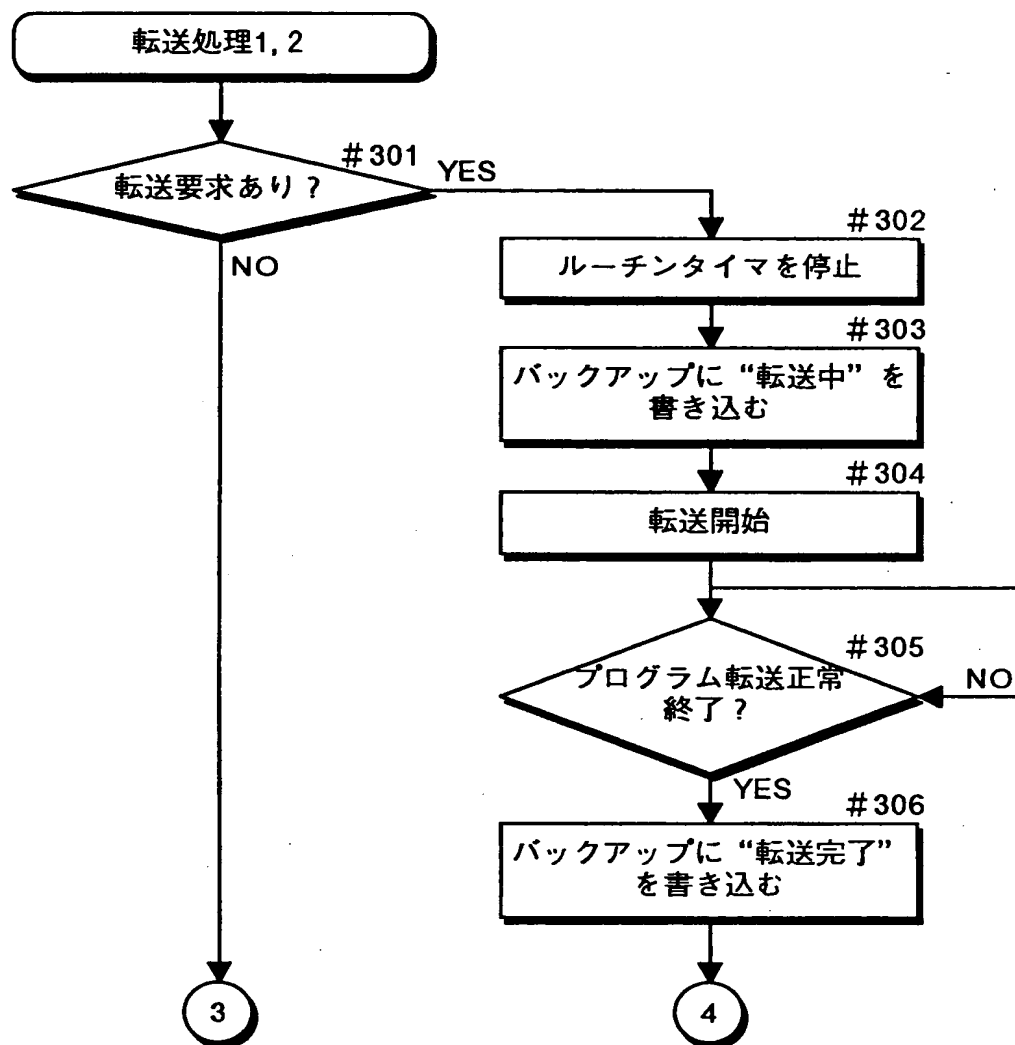 転送処理1, 2
#301
転送要求あり?
YES
NO
#302
ルーチンタイマを停止
#303
バックアップに“転送中”を
書き込む
#304
転送開始
#305
プログラム転送正常
終了?
NO
YES
#306
バックアップに“転送完了”
を書き込む
3
4